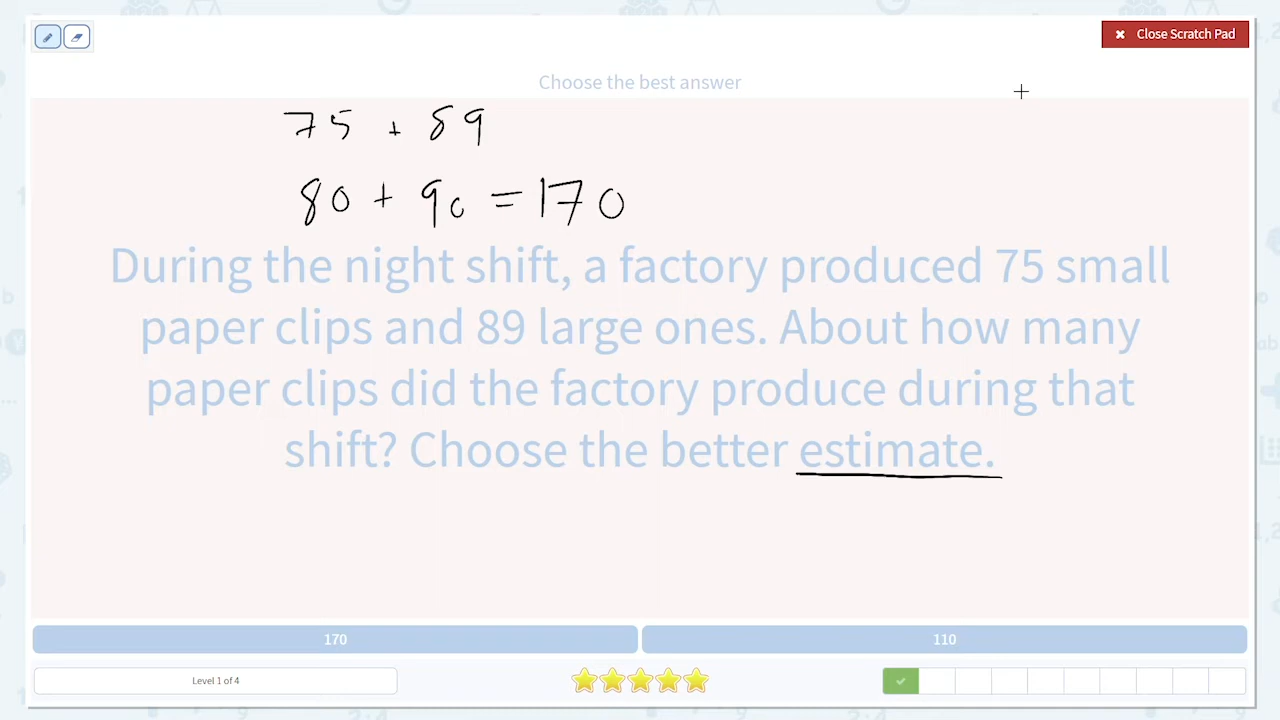 Close Scratch Pad
Choose the best answer
75 + 89
80 + 90 = 170
During the night shift, a factory produced 75 small
paper clips and 89 large ones. About how many
paper clips did the factory produce during that
shift? Choose the better estimate.
170
110
Level 1 of 4